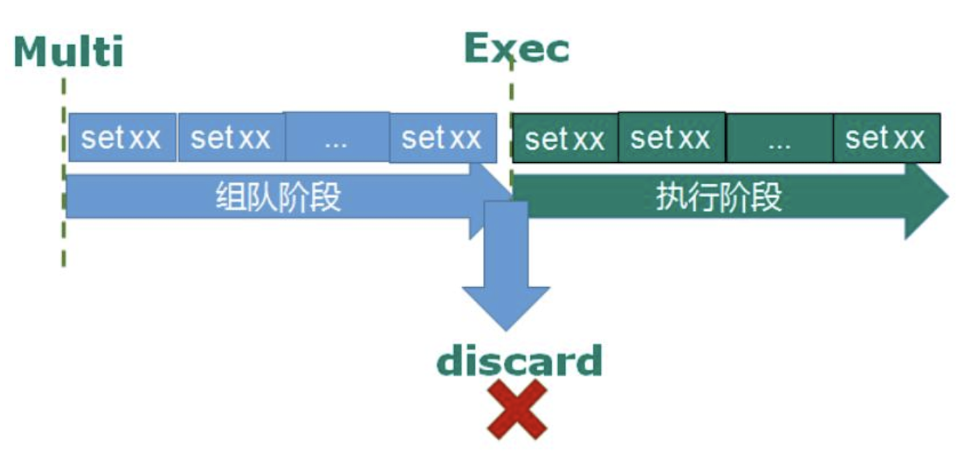 Multi Exec
set xx set xx ... set xx set xx set xx ... set xx
组队阶段 执行阶段
discard